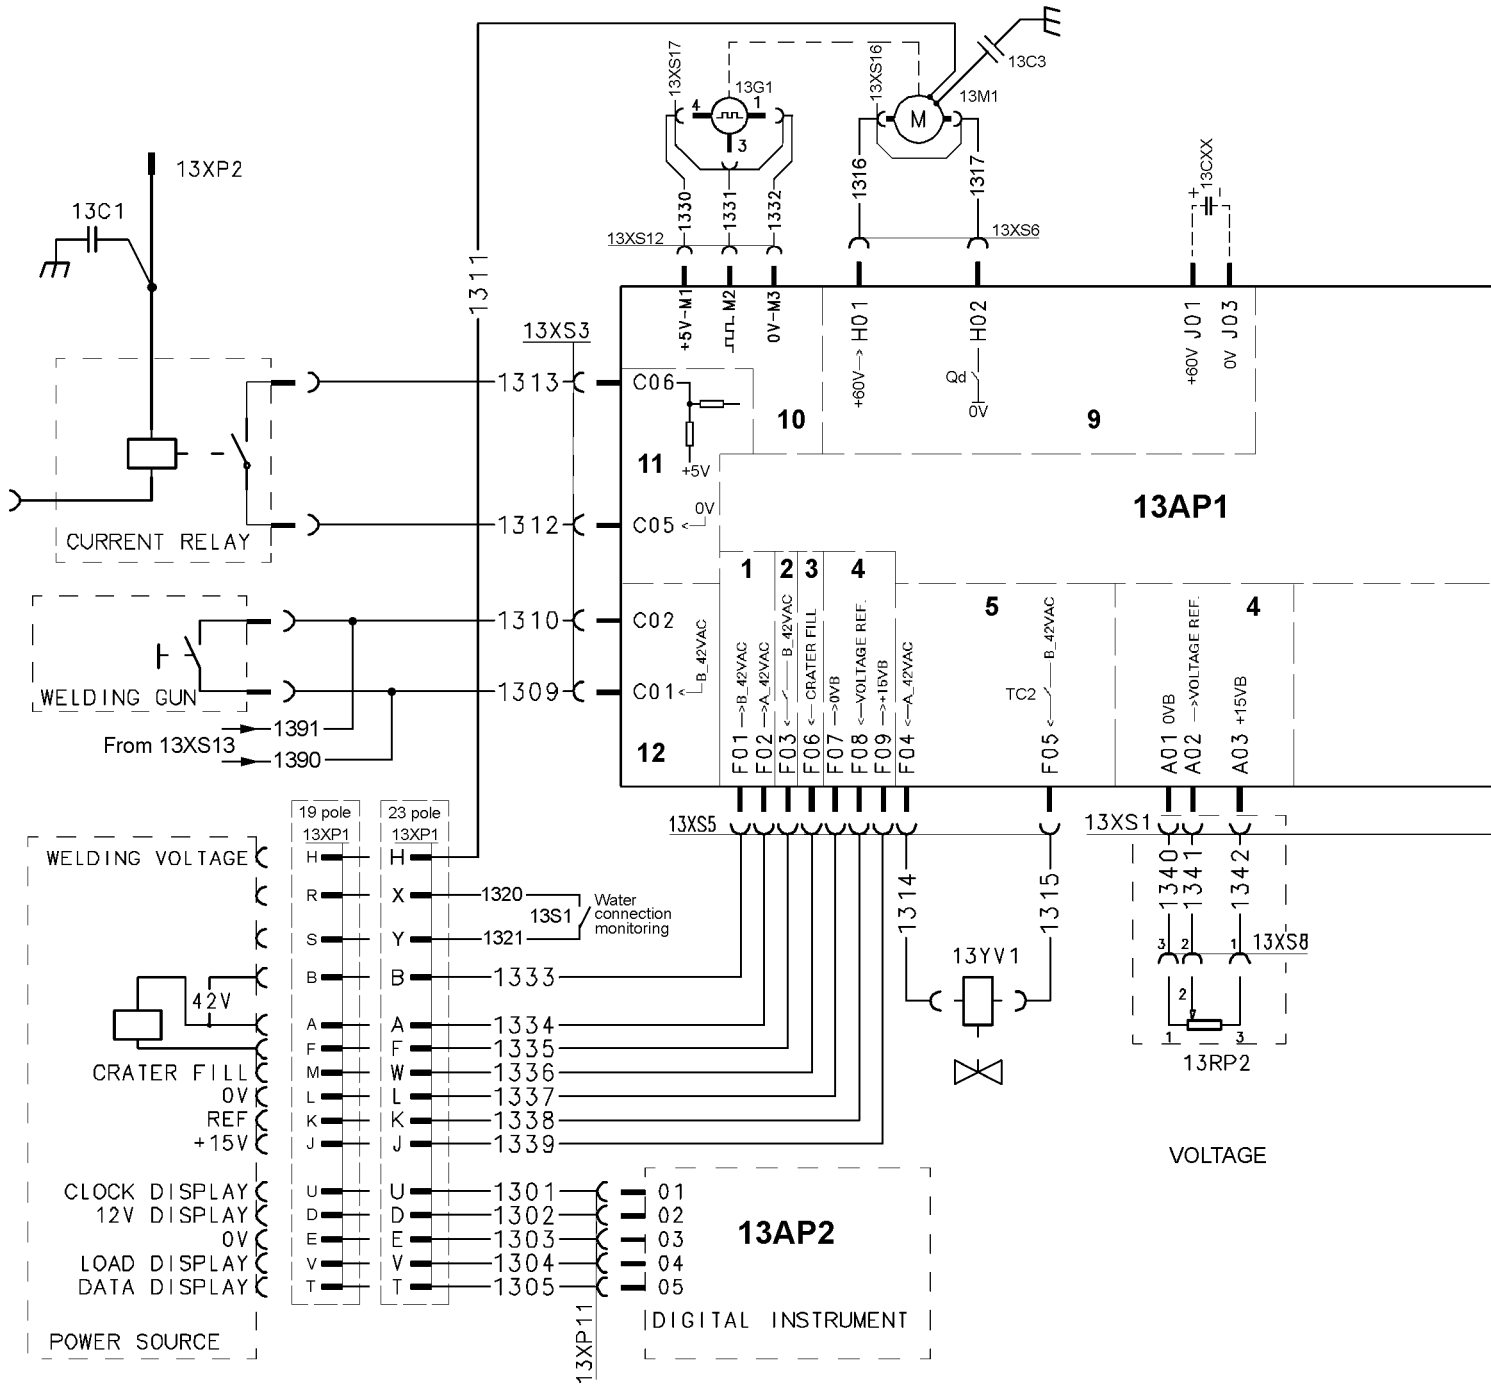 13XS17
13G1
4
1
3
13XS16
13C3
13M1
M
13XP2
13C1
1311
1330
1331
1332
1316
1317
13CXX
+
-
13XS12
13XS6
+5V-M1
M2
0V-M3
+60V—> H01
H02
Qd
0V
+60V J01
0V J03
13XS3
1313
C06
10
9
11
+5V
13AP1
1312
C05
0V
CURRENT RELAY
1
2
3
4
5
4
1310
C02
B_42VAC
1309
C01
12
WELDING GUN
From 13XS13
1391
1390
F01 —>B_42VAC
F02 —>A_42VAC
F03 <— B_42VAC
F06 <—CRATER FILL
F07 —>0VB
F08 <—VOLTAGE REF.
F09 —>+15VB
F04 <—A_42VAC
TC2
F05 <— B_42VAC
A01 0VB
A02 —>VOLTAGE REF.
A03 +15VB
19 pole
13XP1
23 pole
13XP1
13XS5
13XS1
WELDING VOLTAGE
H
H
R
X
1320
13S1
Water
connection
monitoring
S
Y
1321
42V
B
B
1333
A
A
1334
F
F
1335
CRATER FILL
M
W
1336
0V
L
L
1337
REF
K
K
1338
+15V
J
J
1339
1314
1315
13YV1
1340
1341
1342
3
2
1
13XS8
2
1
3
13RP2
VOLTAGE
CLOCK DISPLAY
U
U
1301
01
12V DISPLAY
D
D
1302
02
0V
E
E
1303
03
LOAD DISPLAY
V
V
1304
04
DATA DISPLAY
T
T
1305
05
13AP2
POWER SOURCE
13XP11
DIGITAL INSTRUMENT